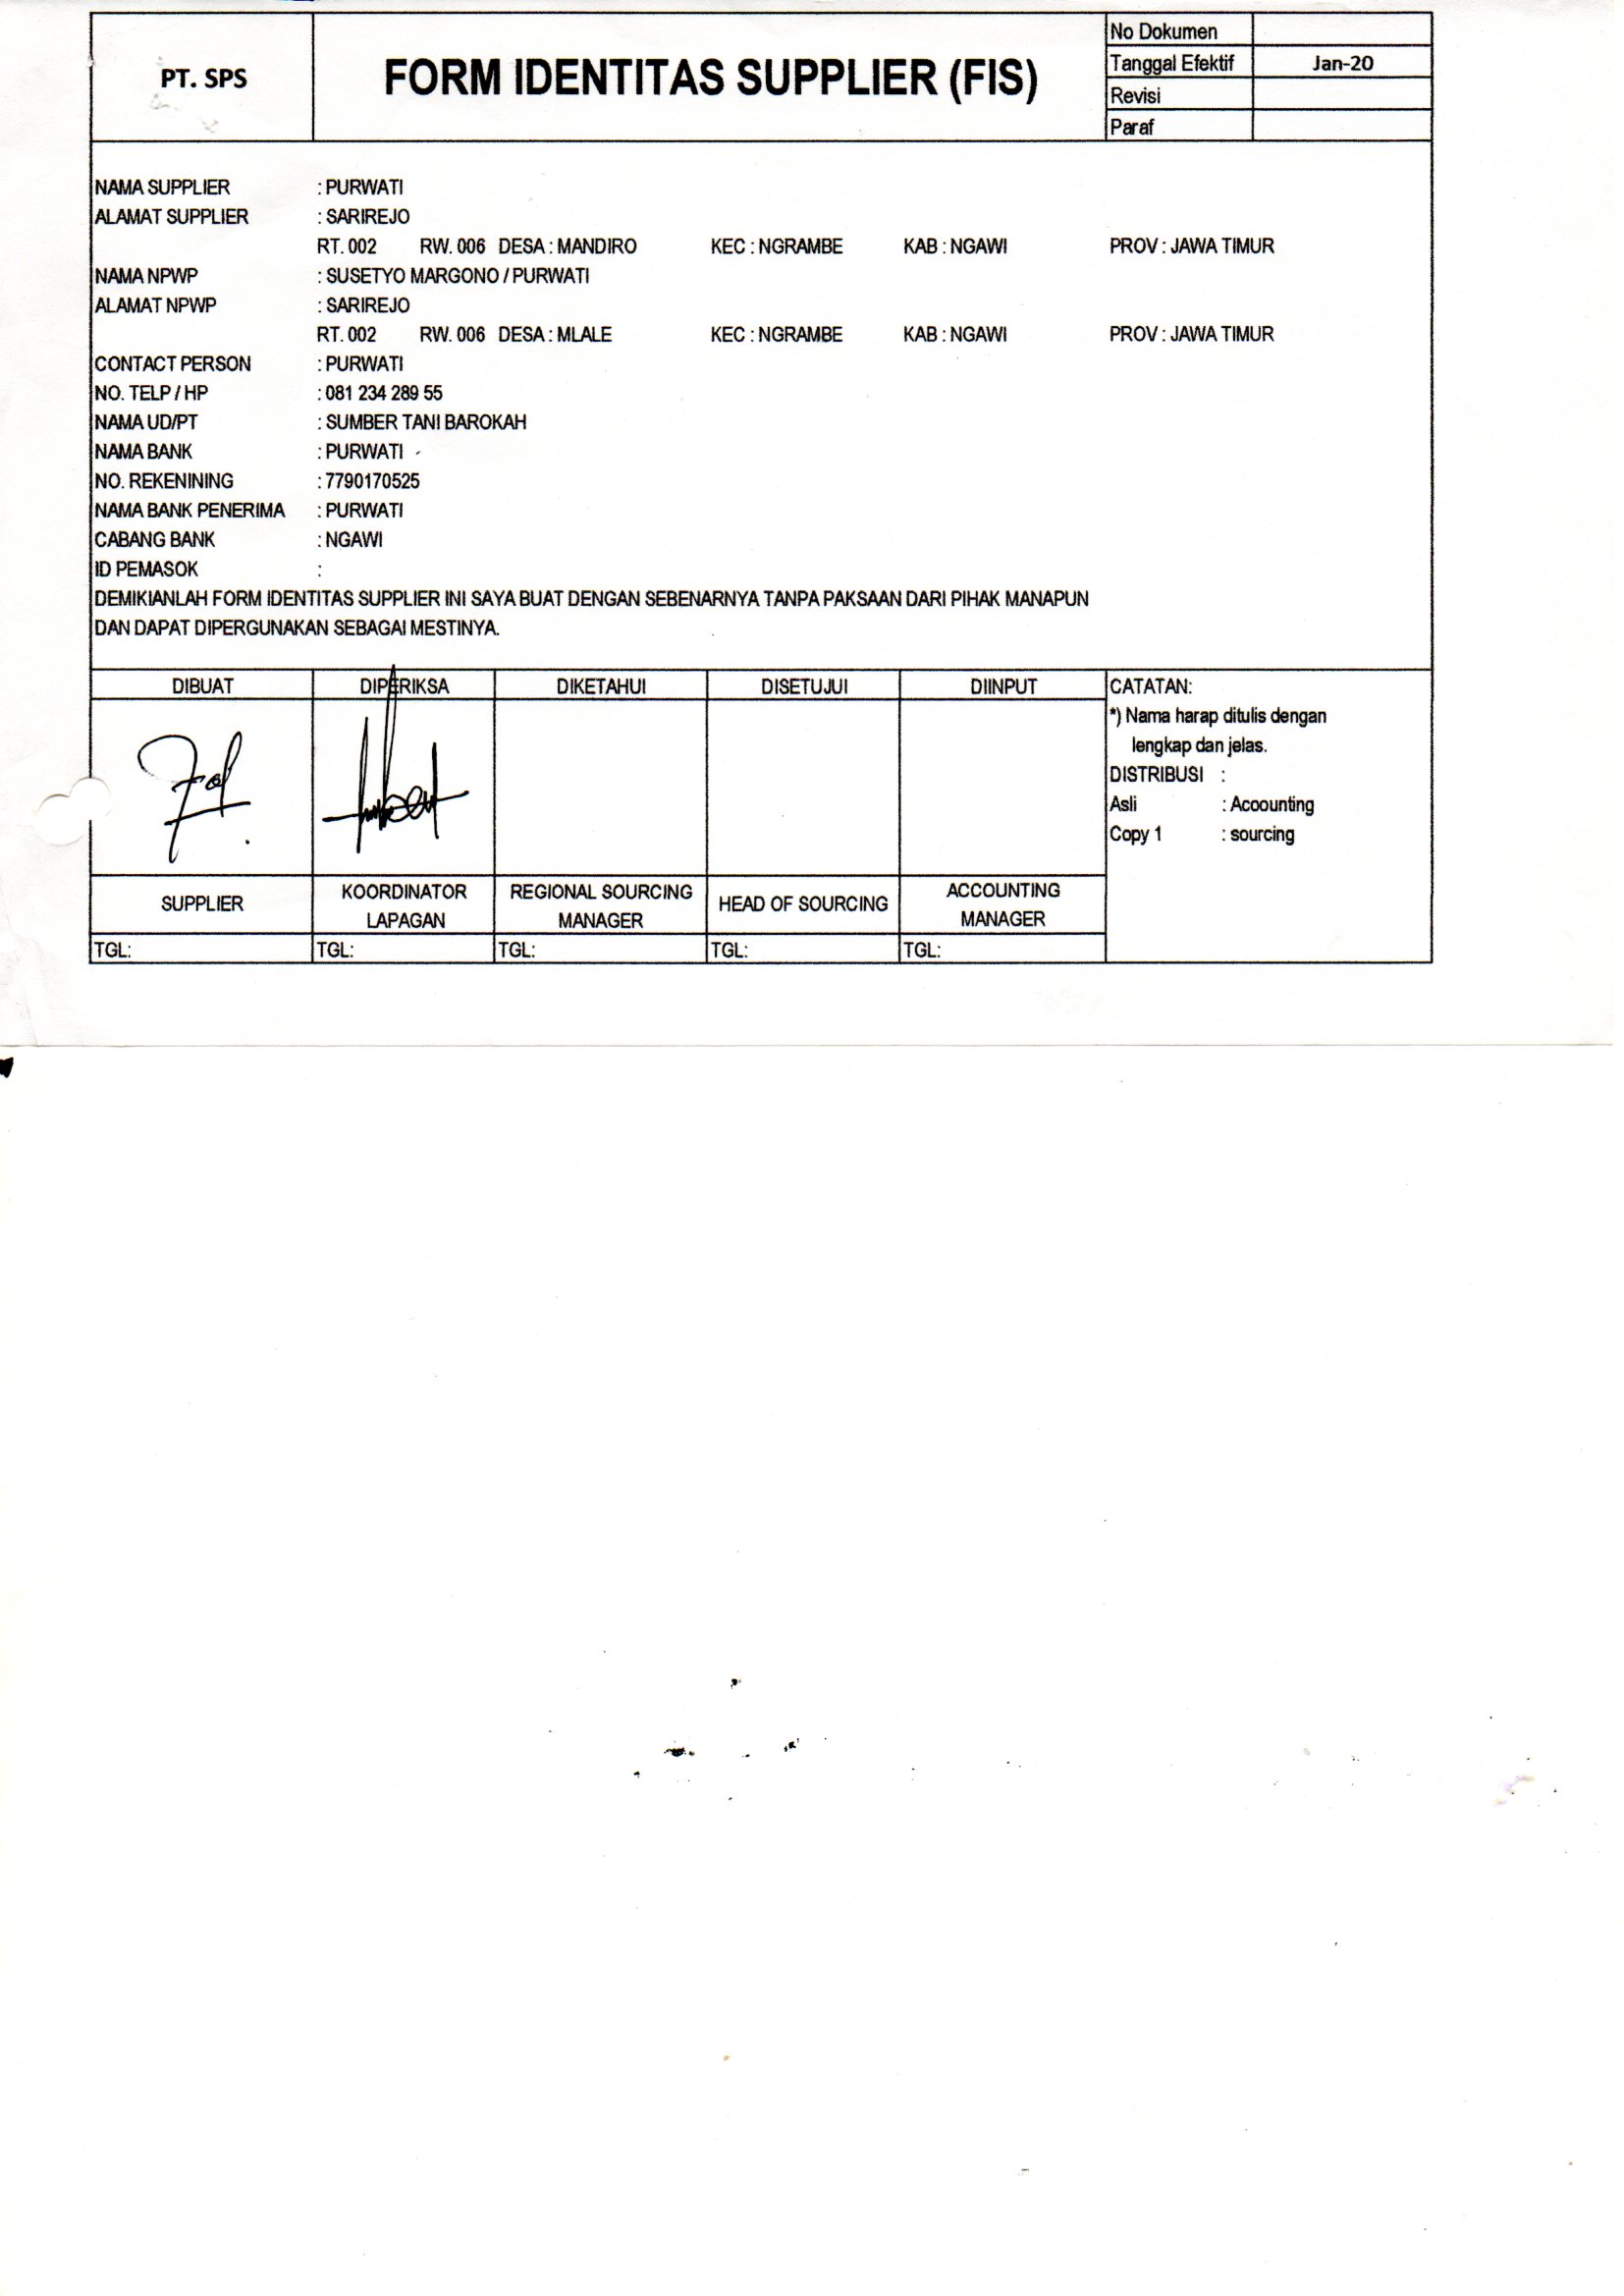 PT. SPS
FORM IDENTITAS SUPPLIER (FIS)
No Dokumen
Tanggal Efektif Jan-20
Revisi
Paraf
NAMA SUPPLIER : PURWATI
ALAMAT SUPPLIER : SARIREJO
RT. 002 RW. 006 DESA : MANDIRO KEC : NGRAMBE KAB : NGAWI PROV : JAWA TIMUR
NAMA NPWP : SUSETYO MARGONO / PURWATI
ALAMAT NPWP : SARIREJO
RT. 002 RW. 006 DESA : MLALE KEC : NGRAMBE KAB : NGAWI PROV : JAWA TIMUR
CONTACT PERSON : PURWATI
NO. TELP / HP : 081 234 289 55
NAMA UD/PT : SUMBER TANI BAROKAH
NAMA BANK : PURWATI
NO. REKENINING : 7790170525
NAMA BANK PENERIMA : PURWATI
CABANG BANK : NGAWI
ID PEMASOK :
DEMIKIANLAH FORM IDENTITAS SUPPLIER INI SAYA BUAT DENGAN SEBENARNYA TANPA PAKSAAN DARI PIHAK MANAPUN
DAN DAPAT DIPERGUNAKAN SEBAGAI MESTINYA.
DIBUAT DIPERIKSA DIKETAHUI DISETUJUI DIINPUT
SUPPLIER
KOORDINATOR
LAPAGAN
REGIONAL SOURCING
MANAGER
HEAD OF SOURCING
ACCOUNTING
MANAGER
TGL: TGL: TGL: TGL: TGL:
CATATAN:
*) Nama harap ditulis dengan
lengkap dan jelas.
DISTRIBUSI :
Asli : Acoounting
Copy 1 : sourcing